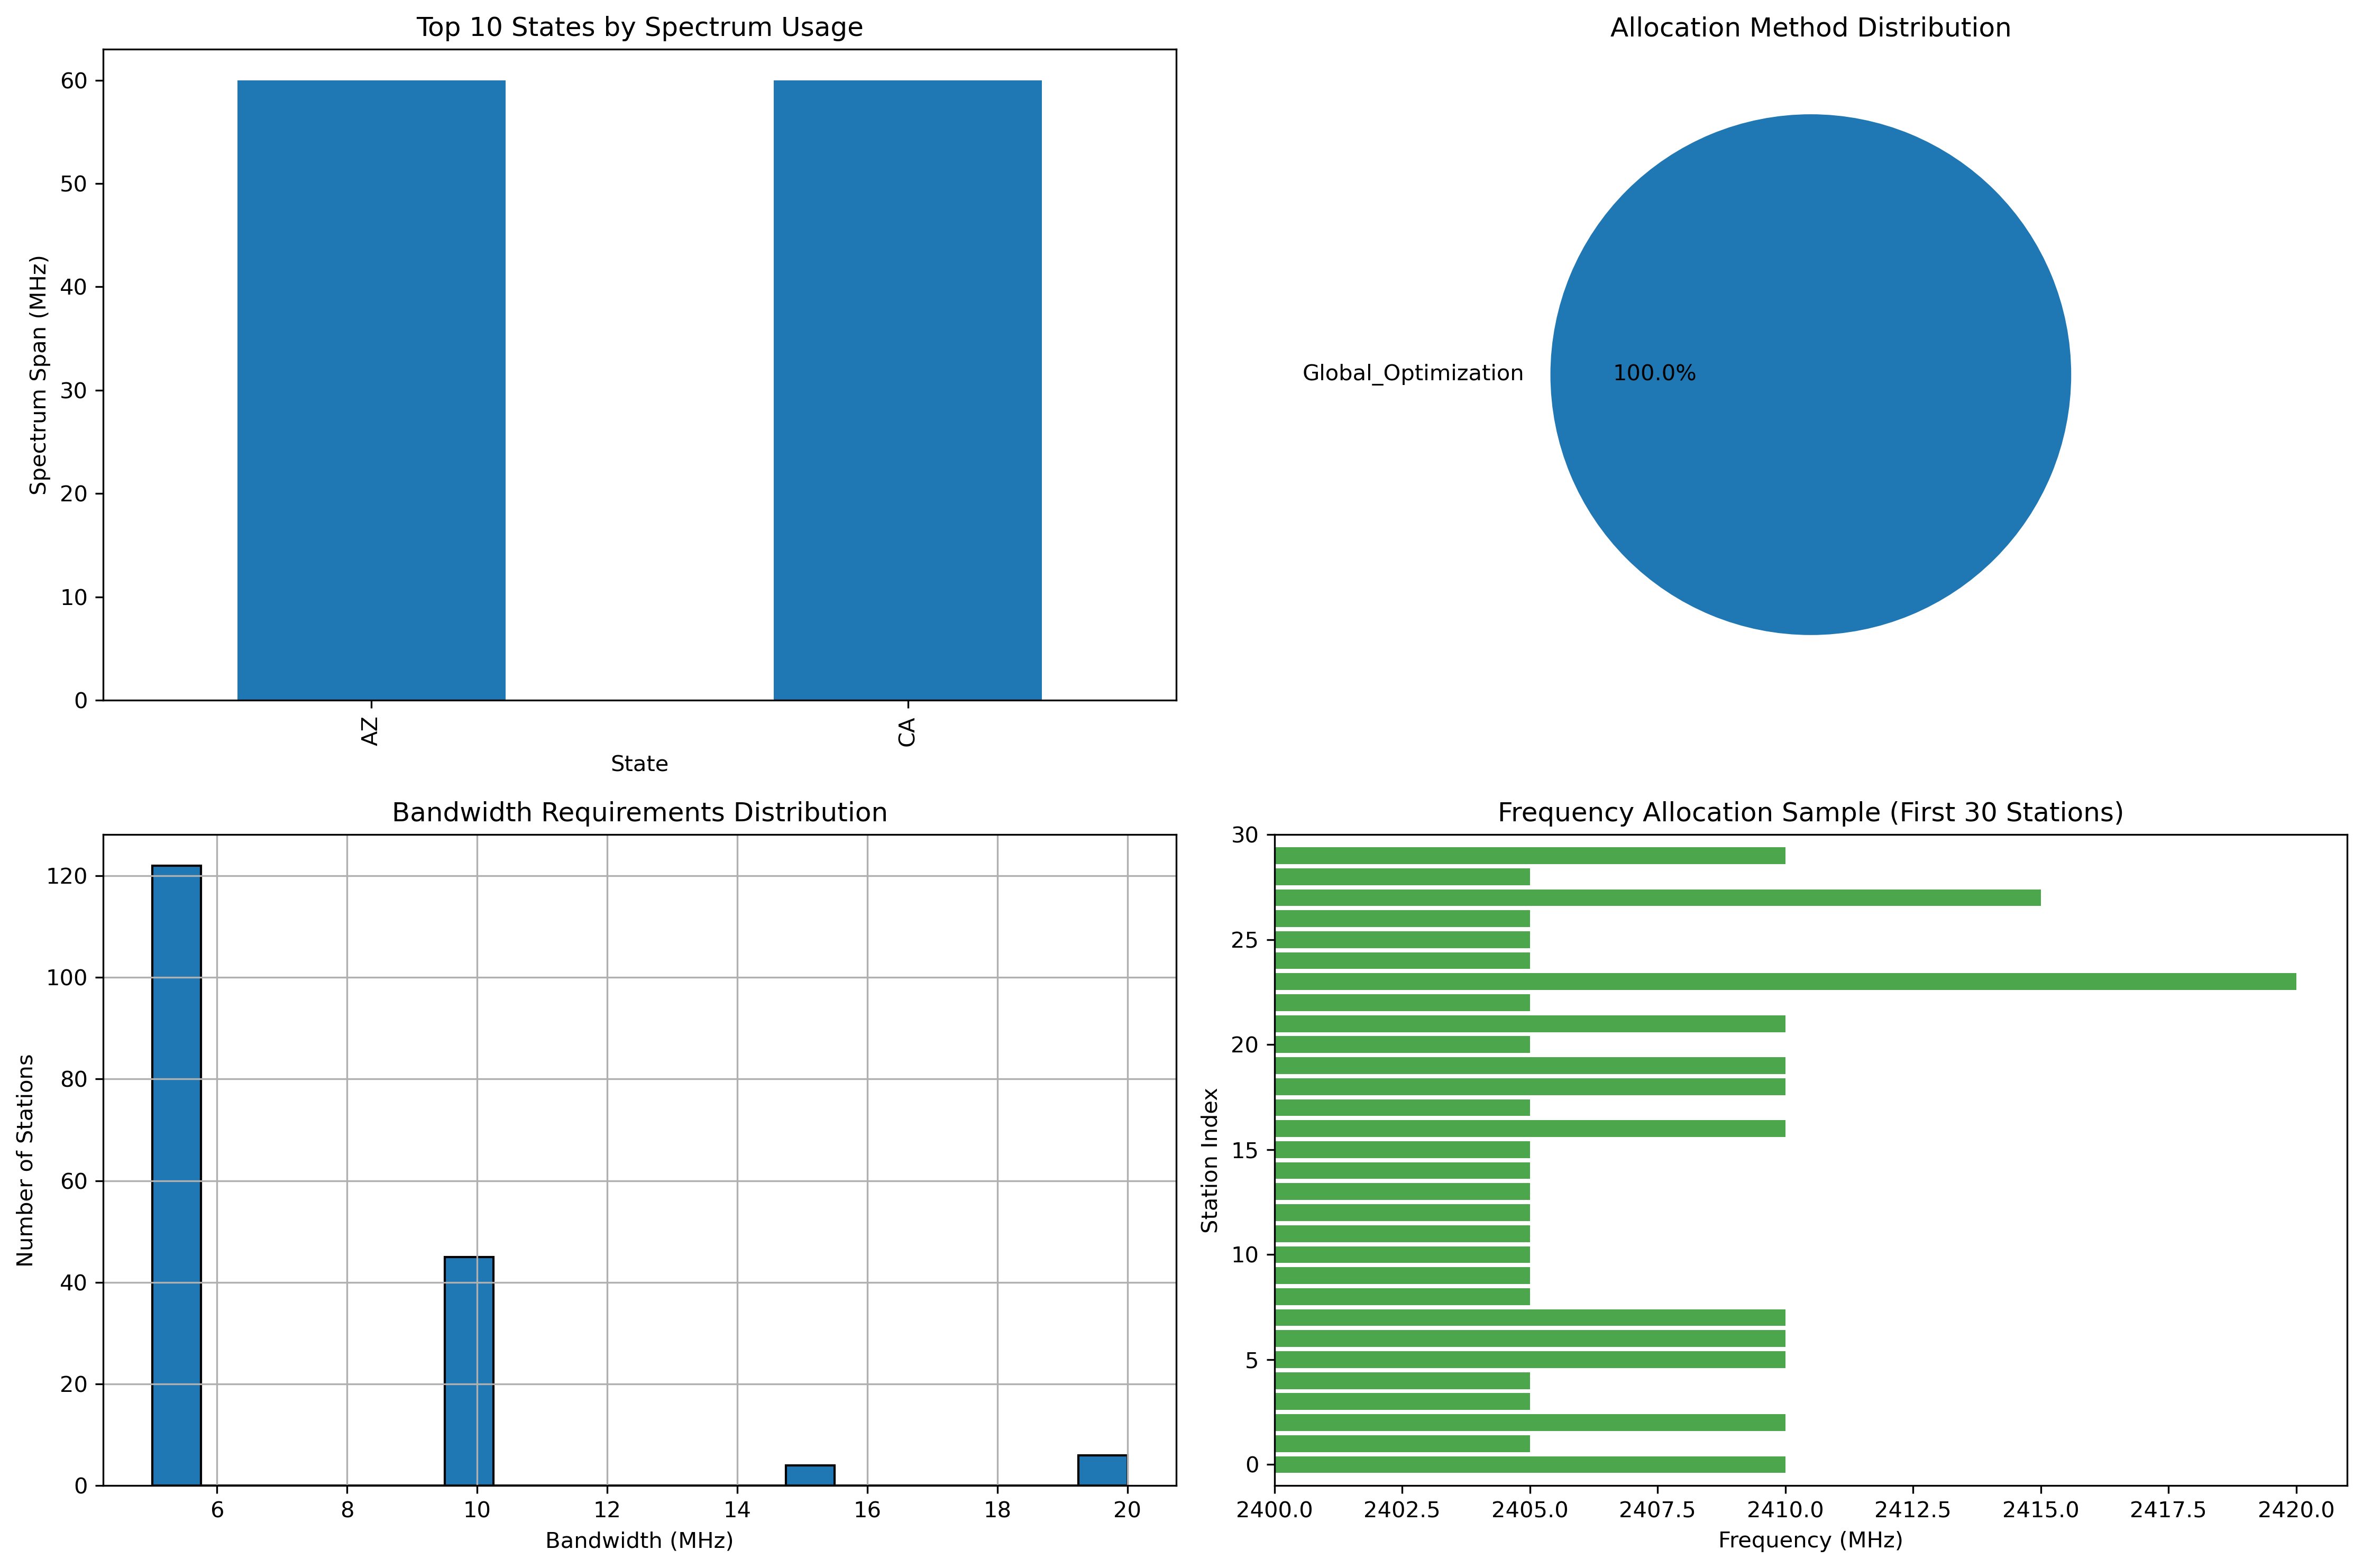 Top 10 States by Spectrum Usage
60
50
40
30
20
10
0
Spectrum Span (MHz)
AZ
CA
State
Allocation Method Distribution
Global_Optimization
100.0%
Bandwidth Requirements Distribution
120
100
80
60
40
20
0
Number of Stations
6 8 10 12 14 16 18 20
Bandwidth (MHz)
Frequency Allocation Sample (First 30 Stations)
30
25
20
15
10
5
0
Station Index
2400.0 2402.5 2405.0 2407.5 2410.0 2412.5 2415.0 2417.5 2420.0
Frequency (MHz)